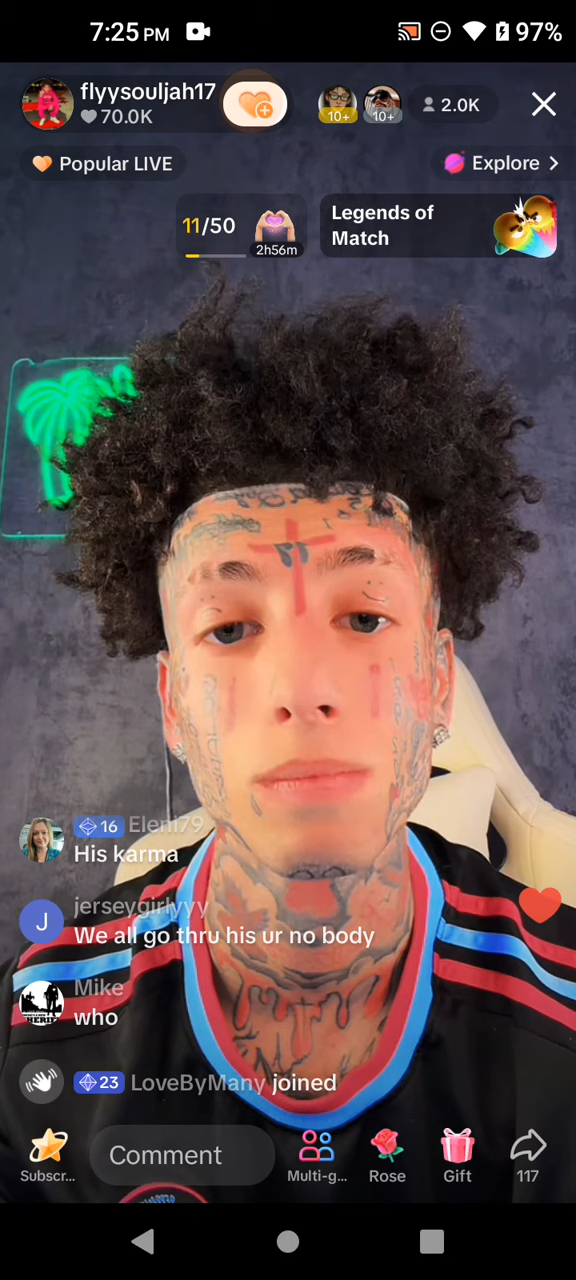 7:25 PM
97%
flyysouljah17
70.0K
10+
10+
2.0K
Popular LIVE
Explore >
11/50
2h56m
Legends of
Match
16 Eleni79
His karma
J
jerseygirlyyy
We all go thru his ur no body
Mike
who
23 LoveByMany joined
Subscr...
Comment
Multi-g...
Rose
Gift
117